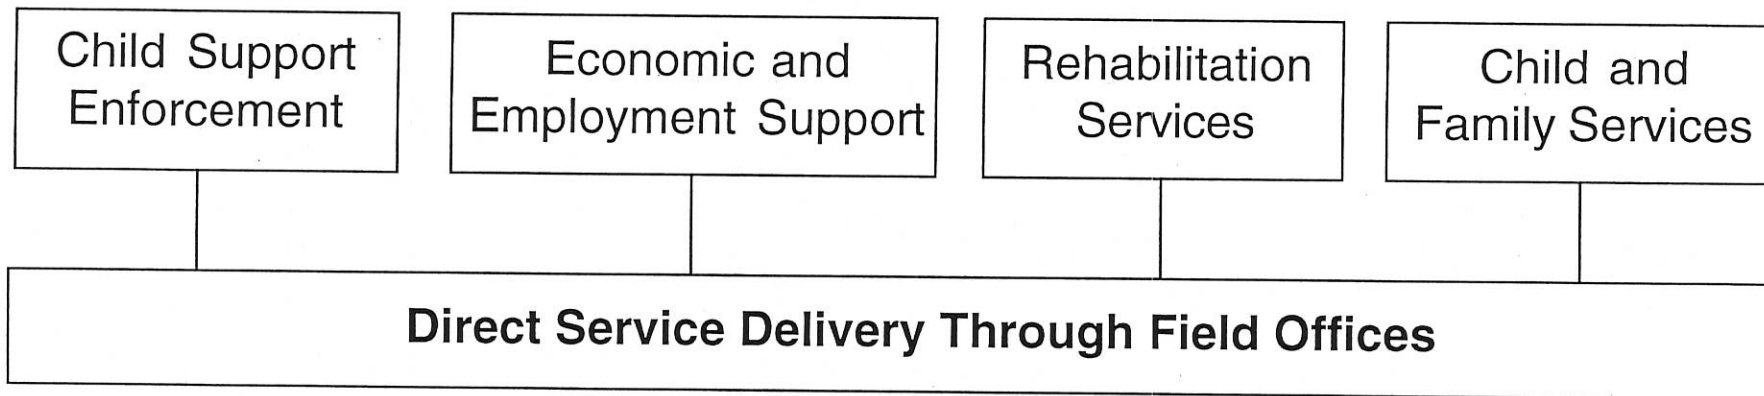 Child Support
Enforcement
Economic and
Employment Support
Rehabilitation
Services
Child and
Family Services
Direct Service Delivery Through Field Offices